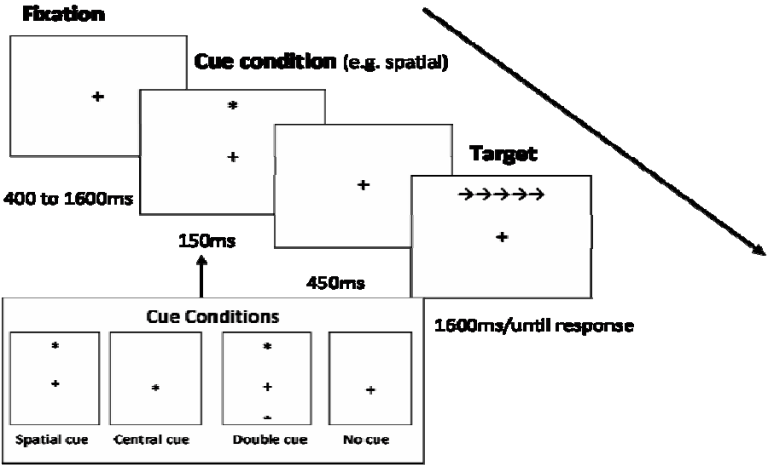 Fixation
Cue condition (e.g. spatial)
Target
400 to 1600ms
150ms
450ms
1600ms/until response
Cue Conditions
Spatial cue
Central cue
Double cue
No cue